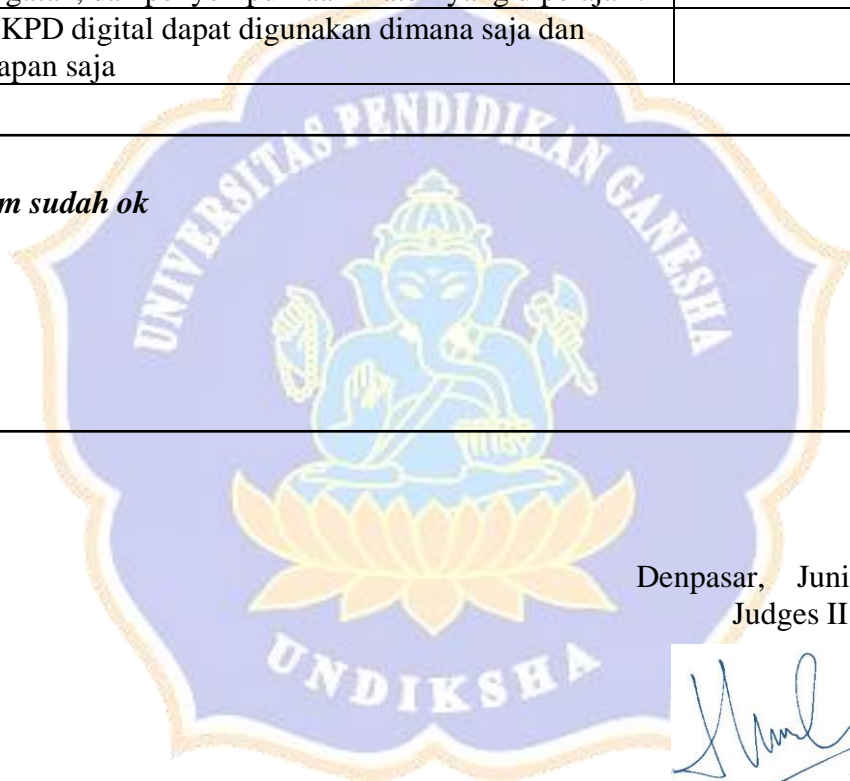 KPD digital dapat digunakan dimana saja dan
apan saja
m sudah ok
UNIVERSITAS PENDIDIKAN GANESHA
UNDIKSHA
Denpasar, Juni
Judges II